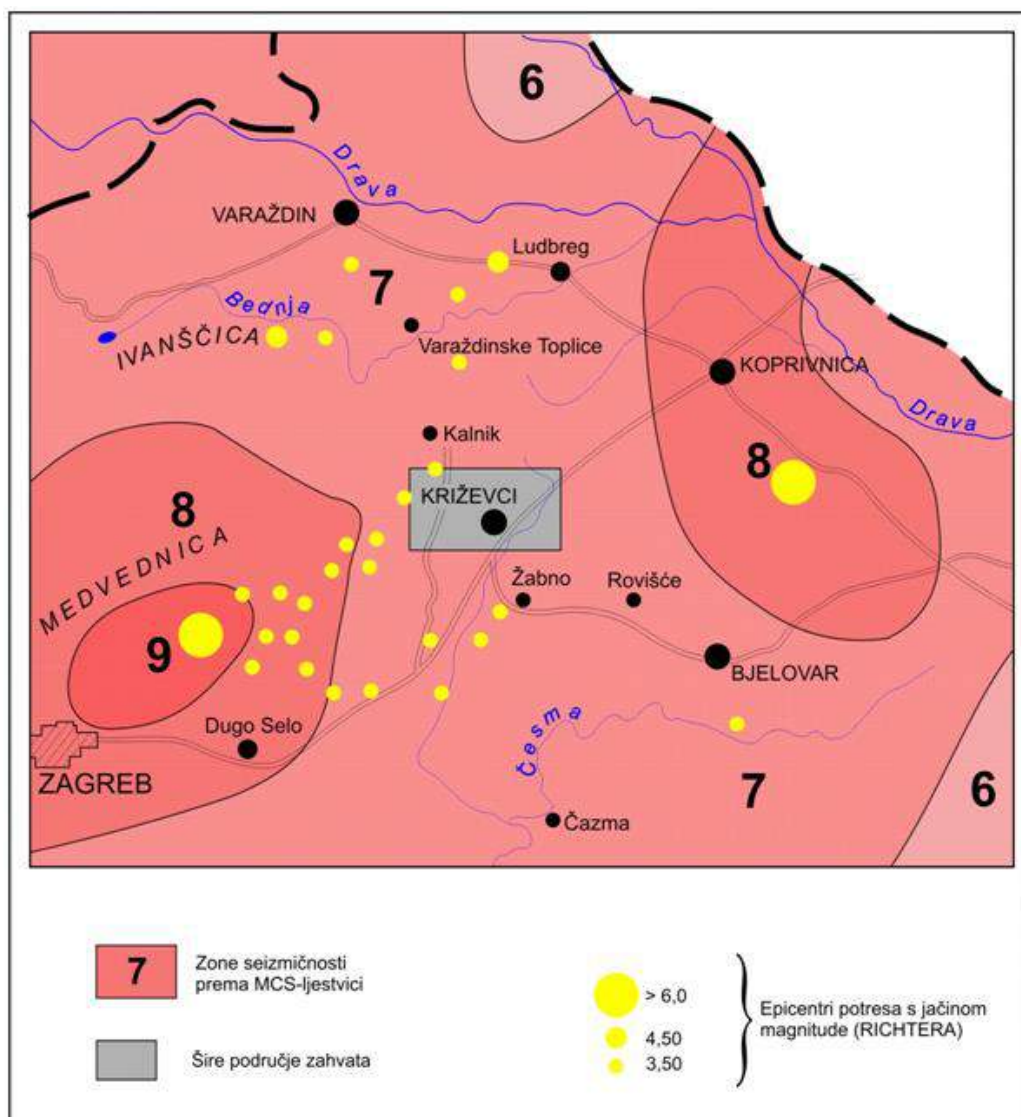 6
Drava
VARAŽDIN
Ludbreg
7
Bednja
IVANŠČICA
Varaždinske Toplice
KOPRIVNICA
Drava
Kalnik
8
KRIŽEVCI
8
MEDVEDNICA
Žabno
Rovišće
9
BJELOVAR
Dugo Selo
Česma
ZAGREB
7
6
Čazma
7
Zone seizmičnosti
prema MCS-ljestvici
Šire područje zahvata
> 6,0
4,50
3,50
Epicentri potresa s jačinom
magnitude (RICHTERA)